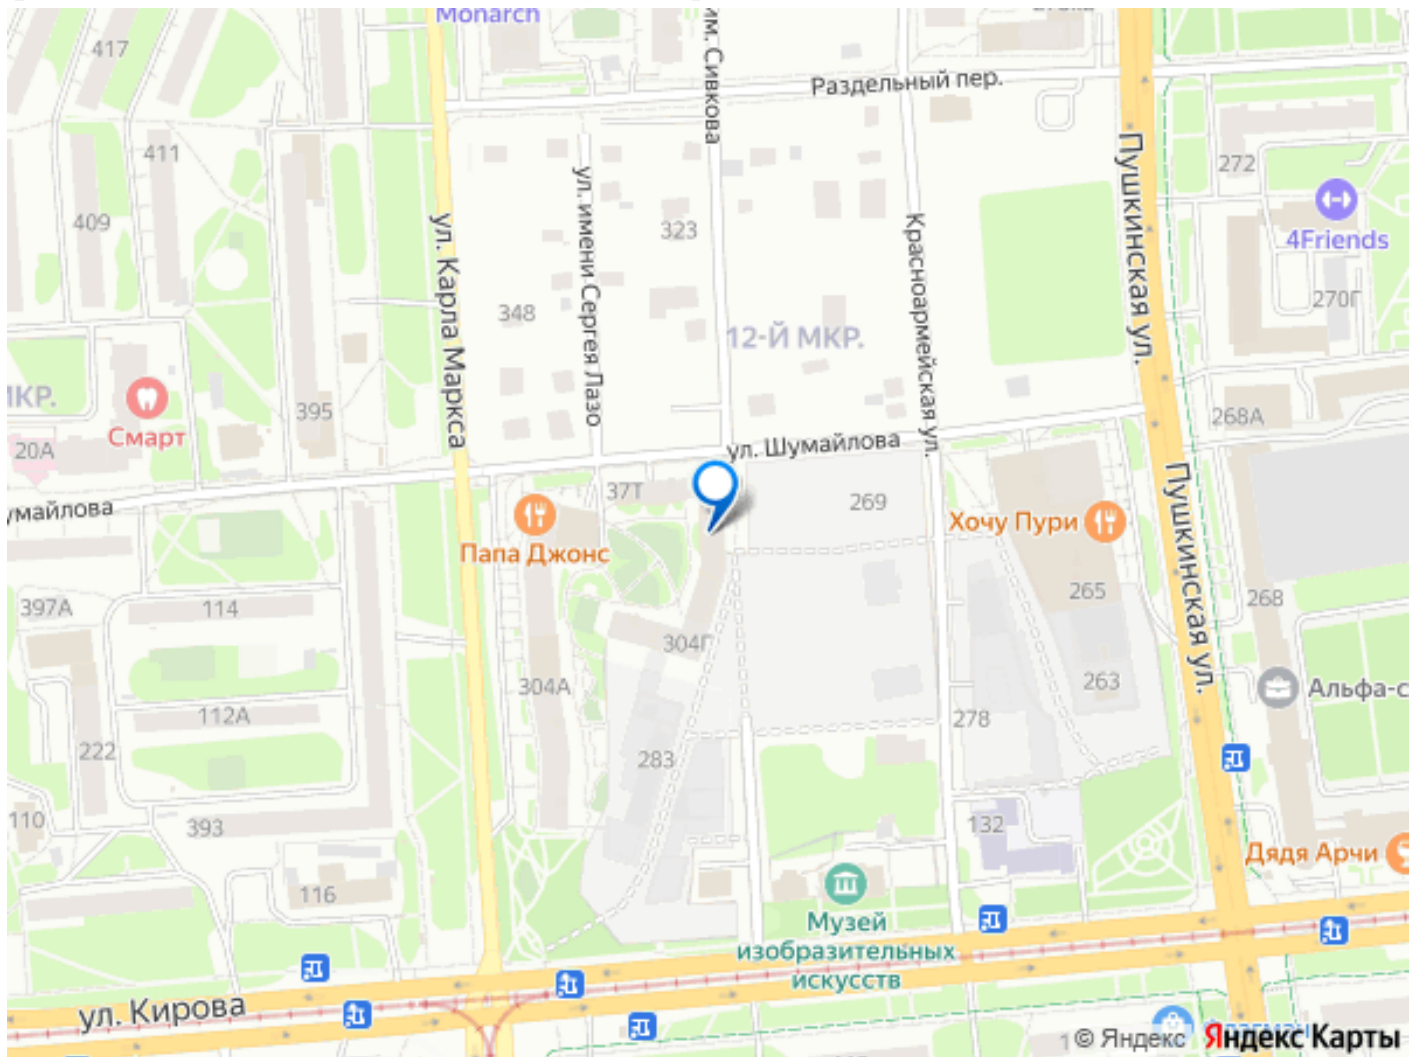 Monarch
им. Сивкова
417
Раздельный пер.
411
272
409
ул. имени Сергея Лазо
323
4Friends
ул. Карла Маркса
Красноармейская ул.
Пушкинская ул.
270Г
348
12-Й МКР.
МКР.
395
268А
Смарт
20А
ул. Шумайлова
37Т
269
Пушкинская ул.
умайлова
Хочу Пури
Папа Джонс
397А
114
265
268
304Г
304А
263
Альфа-с
112А
278
222
283
110
393
132
Дядя Арчи
116
Музей
изобразительных
искусств
ул. Кирова
© Яндекс Яндекс Карты